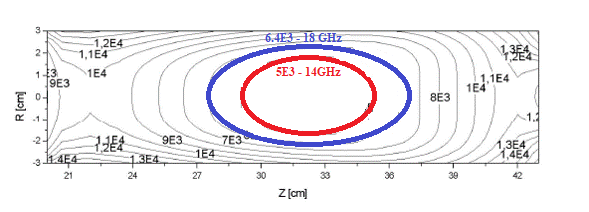 3
2
1
0
-1
-2
-3
R [cm]
6.4E3 - 18 GHz
5E3 - 14GHz
1,2E4
1,1E4
1E4
9E3
1,3E4
1,2E4
1,1E4
1E4
8E3
1,1E4
1,2E4
1,4E4
1,3E4
1E4
9E3
7E3
1,3E4
1,4E4
21
24
27
30
33
36
39
42
Z [cm]